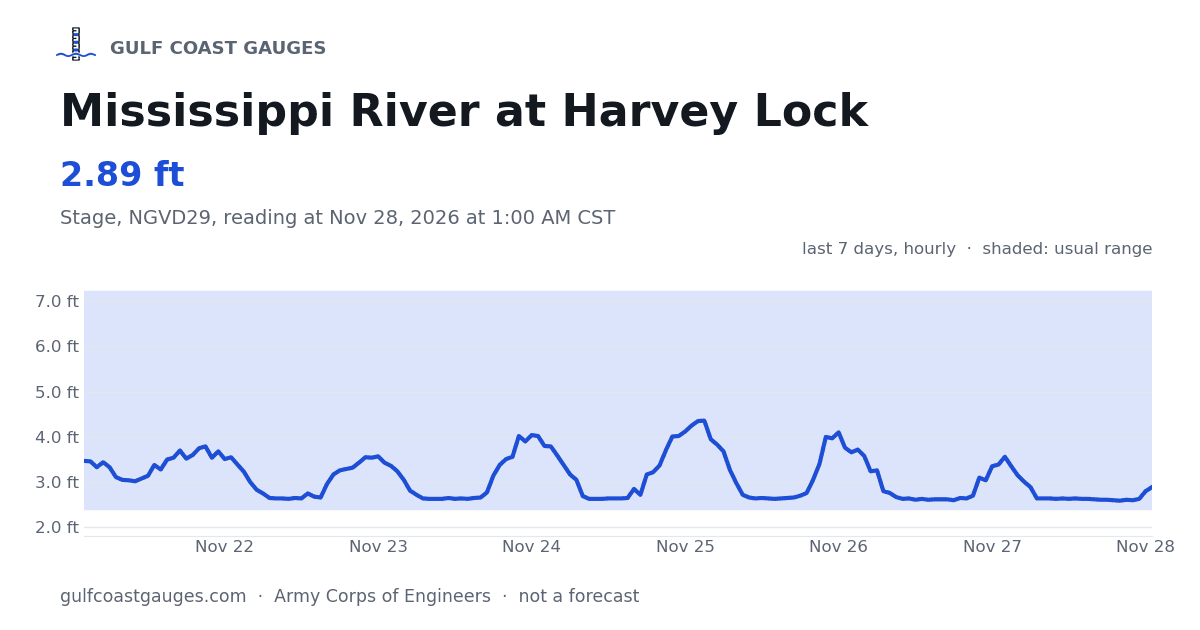 GULF COAST GAUGES
Mississippi River at Harvey Lock
2.89 ft
Stage, NGVD29, reading at Nov 28, 2026 at 1:00 AM CST
last 7 days, hourly · shaded: usual range
7.0 ft
6.0 ft
5.0 ft
4.0 ft
3.0 ft
2.0 ft
Nov 22 Nov 23 Nov 24 Nov 25 Nov 26 Nov 27 Nov 28
gulfcoastgauges.com · Army Corps of Engineers · not a forecast